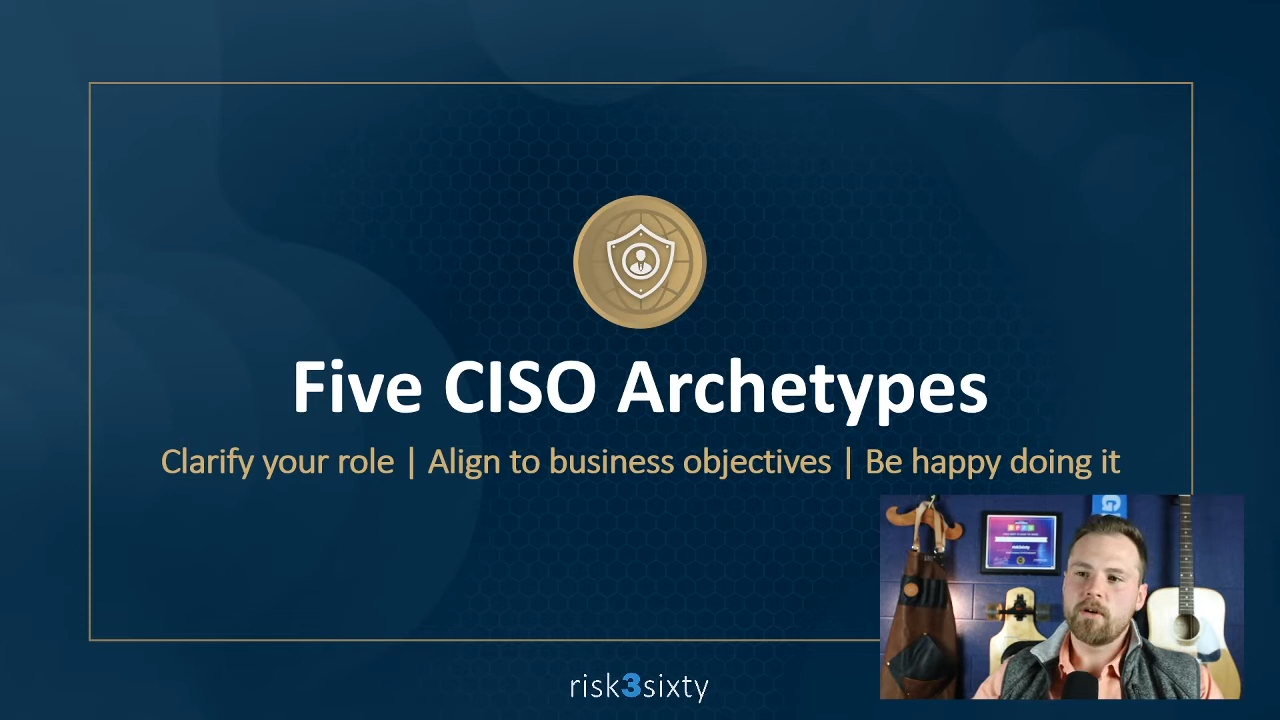 Five CISO Archetypes
Clarify your role | Align to business objectives | Be happy doing it
risk3sixty